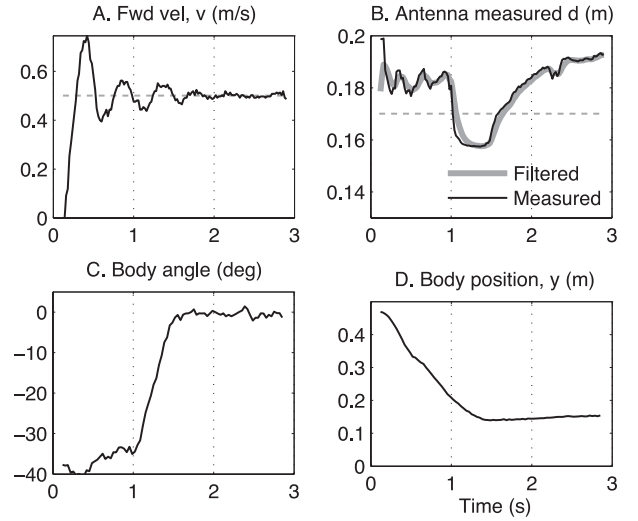 A. Fwd vel, v (m/s)
0.6
0.4
0.2
0
0 1 2 3
B. Antenna measured d (m)
0.2
0.18
0.16
0.14
0.13
0 1 2 3
Filtered
Measured
C. Body angle (deg)
0
−10
−20
−30
−40
0 1 2 3
D. Body position, y (m)
0.4
0.3
0.2
0.1
0
0 1 2 3
Time (s)